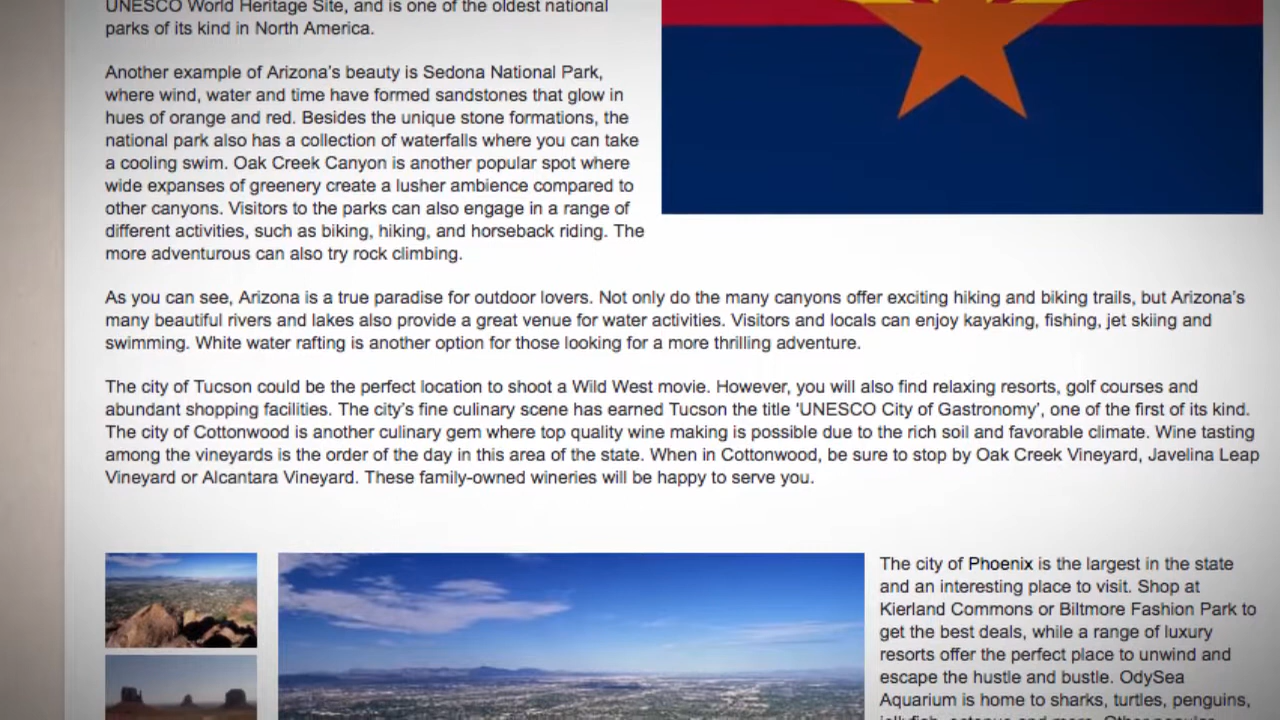 UNESCO World Heritage Site, and is one of the oldest national
parks of its kind in North America.
Another example of Arizona's beauty is Sedona National Park,
where wind, water and time have formed sandstones that glow in
hues of orange and red. Besides the unique stone formations, the
national park also has a collection of waterfalls where you can take
a cooling swim. Oak Creek Canyon is another popular spot where
wide expanses of greenery create a lusher ambience compared to
other canyons. Visitors to the parks can also engage in a range of
different activities, such as biking, hiking, and horseback riding. The
more adventurous can also try rock climbing.
As you can see, Arizona is a true paradise for outdoor lovers. Not only do the many canyons offer exciting hiking and biking trails, but Arizona's
many beautiful rivers and lakes also provide a great venue for water activities. Visitors and locals can enjoy kayaking, fishing, jet skiing and
swimming. White water rafting is another option for those looking for a more thrilling adventure.
The city of Tucson could be the perfect location to shoot a Wild West movie. However, you will also find relaxing resorts, golf courses and
abundant shopping facilities. The city's fine culinary scene has earned Tucson the title 'UNESCO City of Gastronomy', one of the first of its kind.
The city of Cottonwood is another culinary gem where top quality wine making is possible due to the rich soil and favorable climate. Wine tasting
among the vineyards is the order of the day in this area of the state. When in Cottonwood, be sure to stop by Oak Creek Vineyard, Javelina Leap
Vineyard or Alcantara Vineyard. These family-owned wineries will be happy to serve you.
The city of Phoenix is the largest in the state
and an interesting place to visit. Shop at
Kierland Commons or Biltmore Fashion Park to
get the best deals, while a range of luxury
resorts offer the perfect place to unwind and
escape the hustle and bustle. OdySea
Aquarium is home to sharks, turtles, penguins,